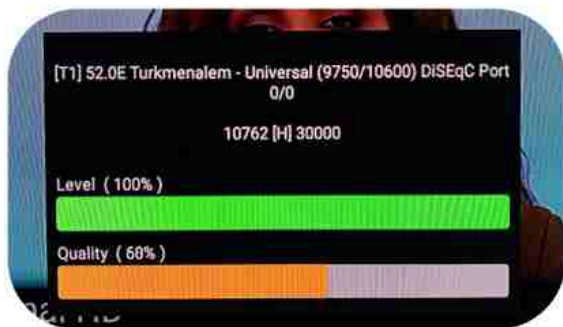 [T1] 52.0E Turkmenalem - Universal (9750/10600) DiSEqC Port
0/0
10762 [H] 30000
Level ( 100% )
Quality ( 60% )